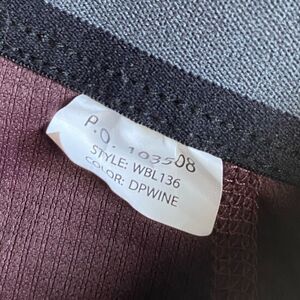 P.O. 103508
STYLE: WBL136
COLOR: DPWINE